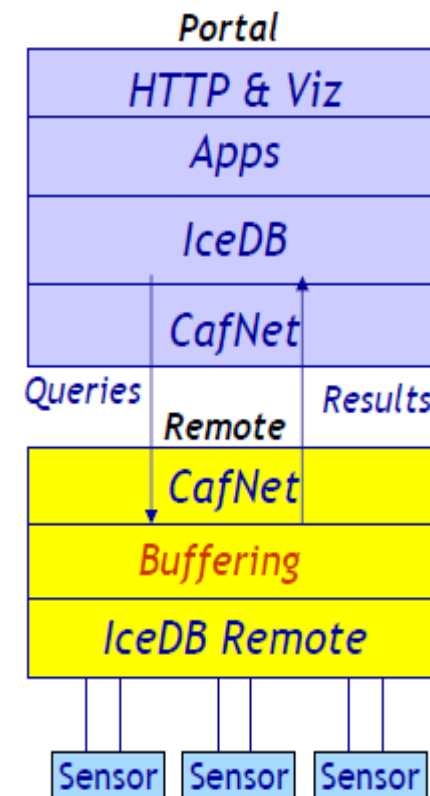 Portal
HTTP & Viz
Apps
IceDB
CafNet
Queries
Results
Remote
CafNet
Buffering
IceDB Remote
Sensor Sensor Sensor